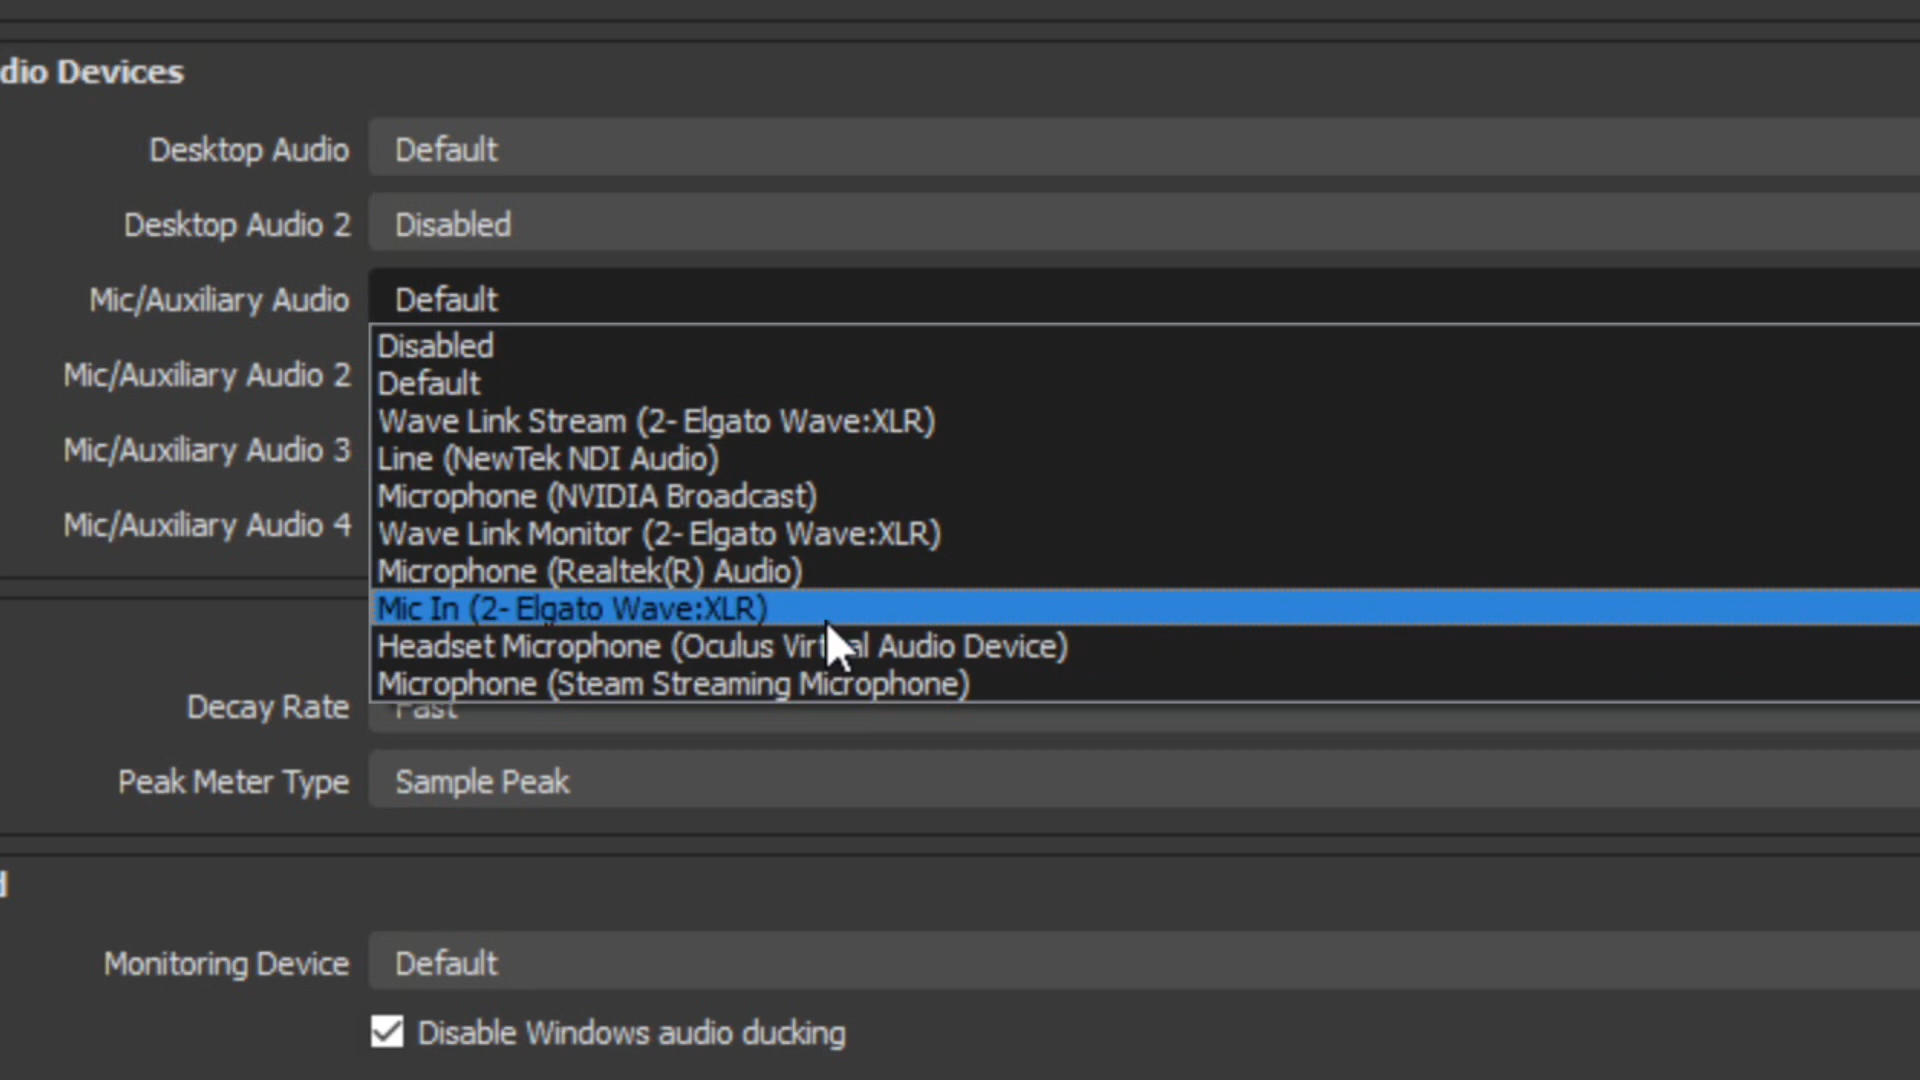 dio Devices
Desktop Audio Default
Desktop Audio 2 Disabled
Mic/Auxiliary Audio Default
Disabled
Mic/Auxiliary Audio 2 Default
Wave Link Stream (2- Elgato Wave:XLR)
Mic/Auxiliary Audio 3 Line (NewTek NDI Audio)
Microphone (NVIDIA Broadcast)
Mic/Auxiliary Audio 4 Wave Link Monitor (2- Elgato Wave:XLR)
Microphone (Realtek(R) Audio)
Mic In (2- Elgato Wave:XLR)
Headset Microphone (Oculus Virtual Audio Device)
Microphone (Steam Streaming Microphone)
Decay Rate Fast
Peak Meter Type Sample Peak
d
Monitoring Device Default
Disable Windows audio ducking